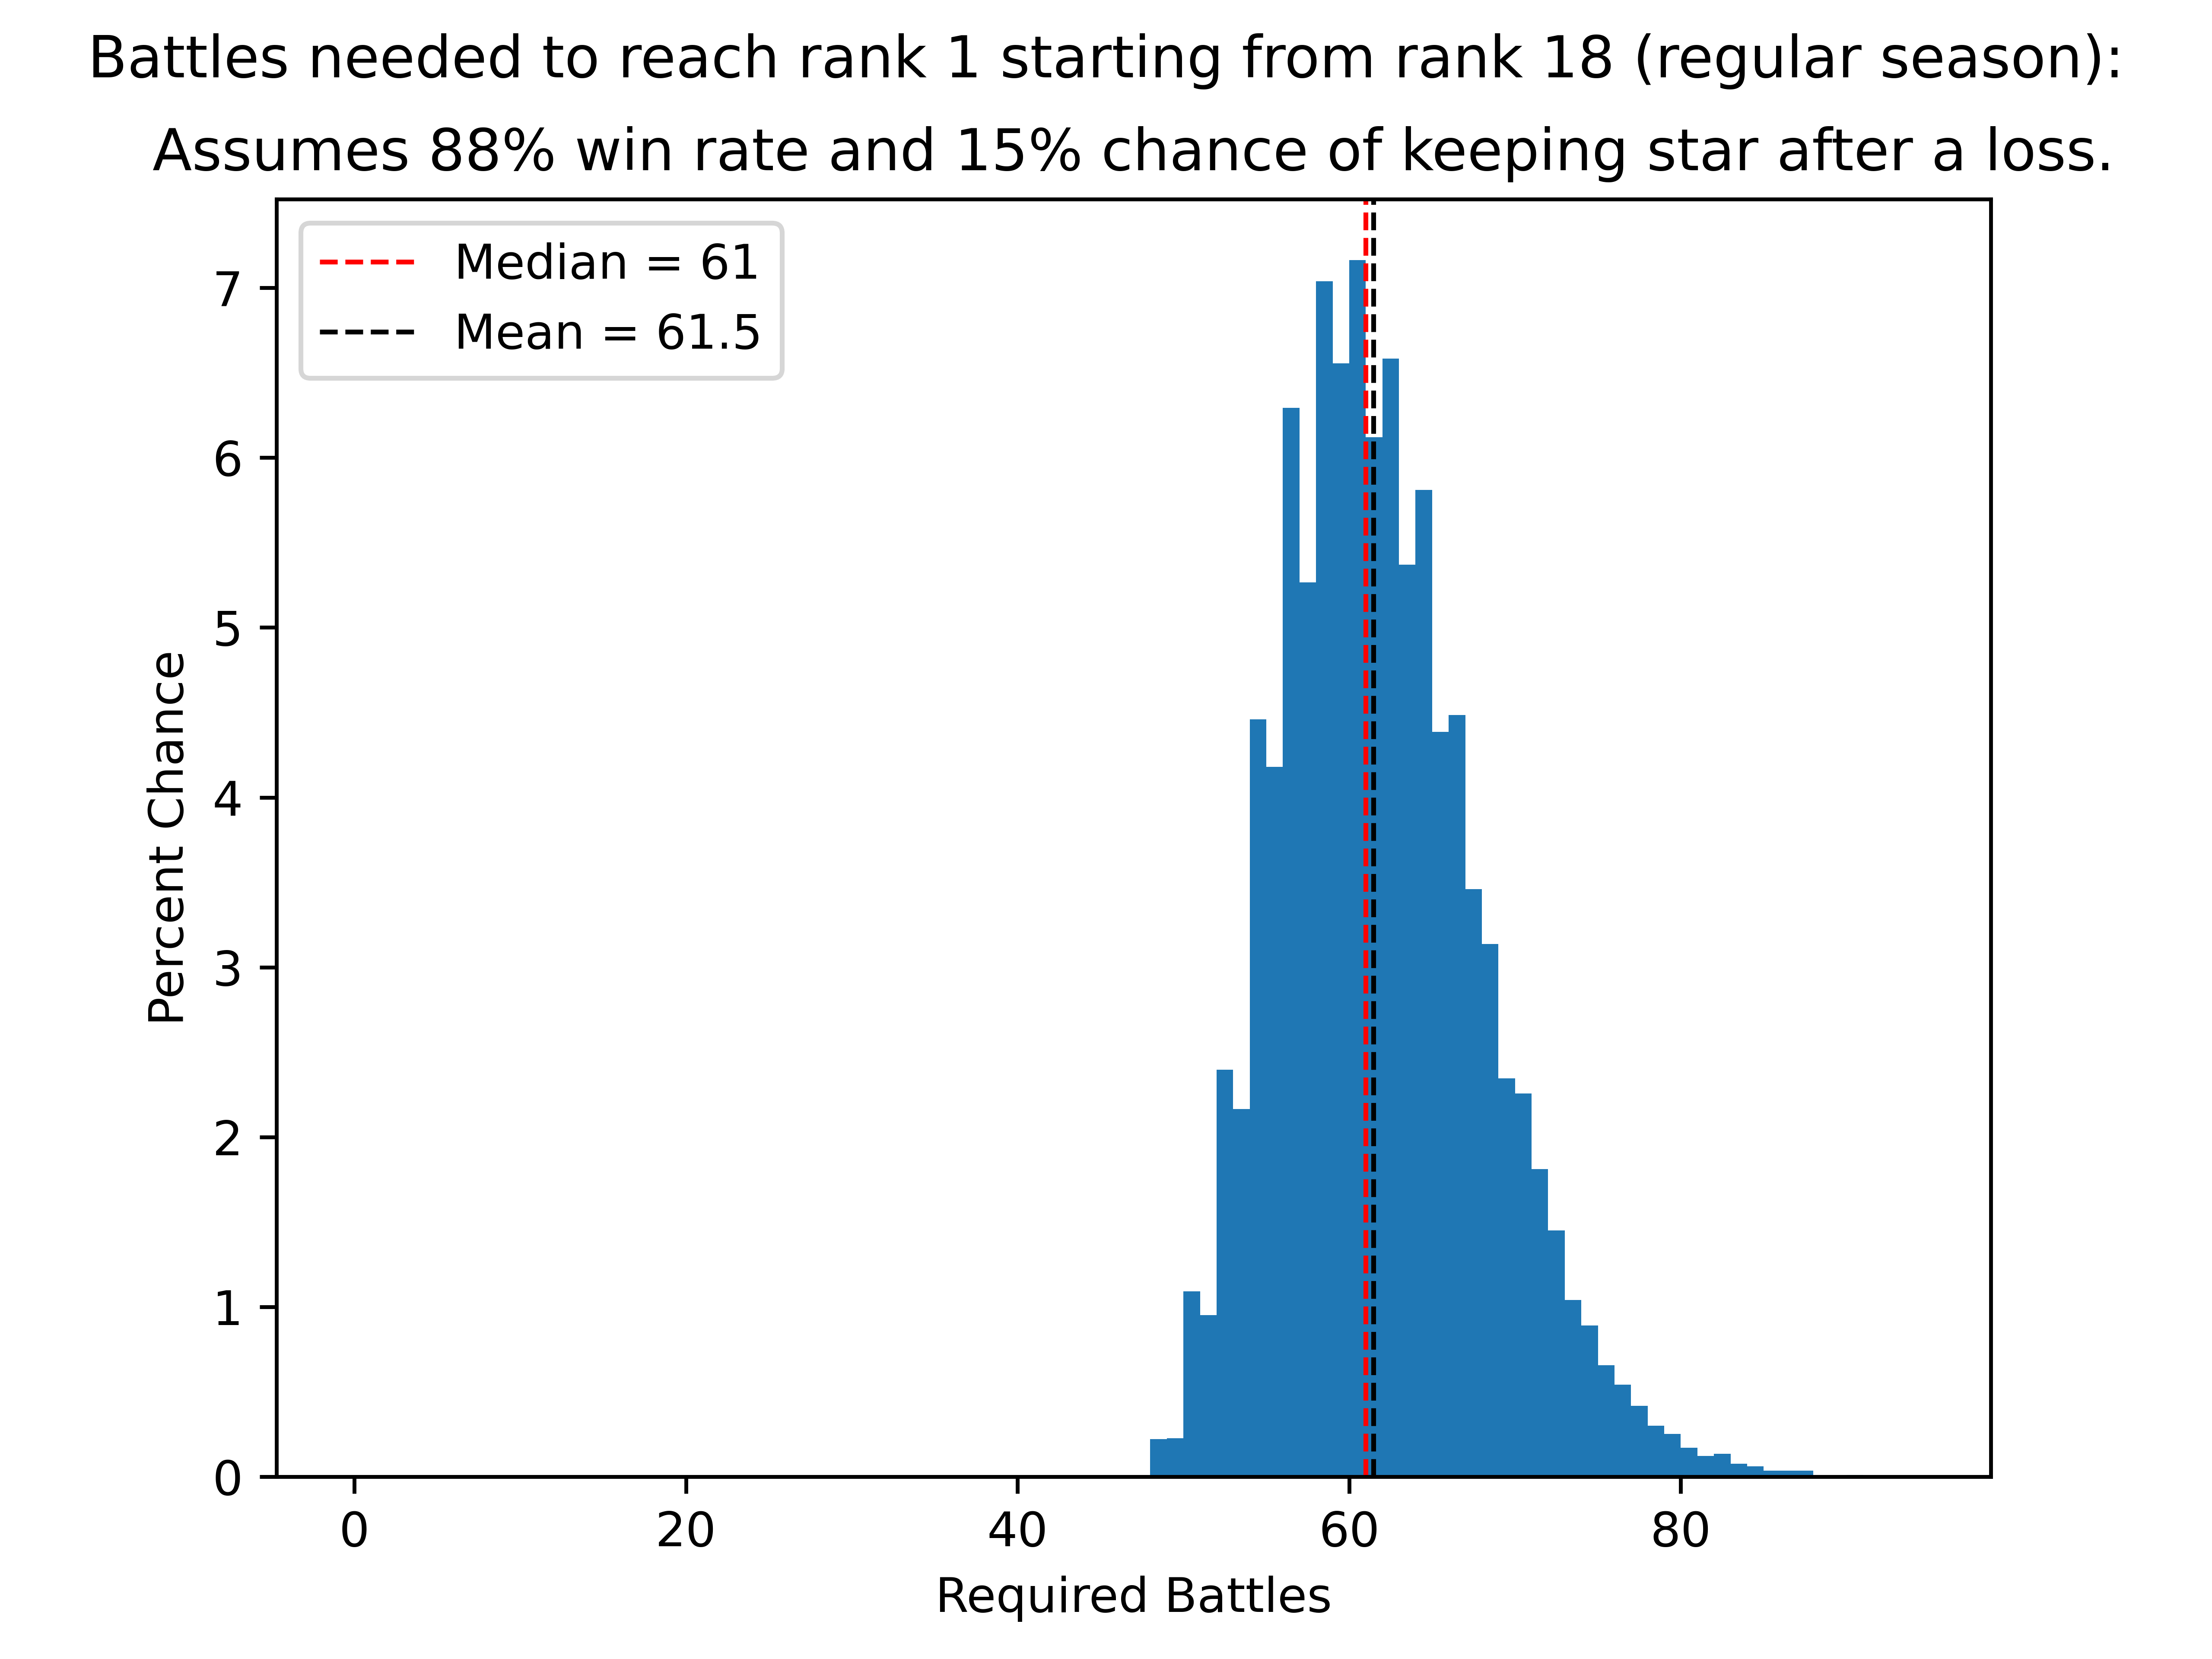 Battles needed to reach rank 1 starting from rank 18 (regular season):
Assumes 88% win rate and 15% chance of keeping star after a loss.
Median = 61
Mean = 61.5
7
6
5
4
3
2
1
0
Percent Chance
0 20 40 60 80
Required Battles